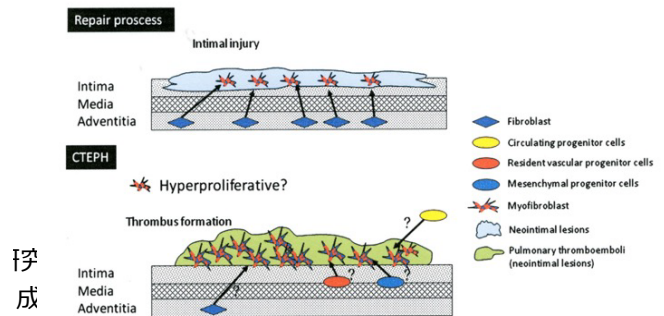 Repair proscess
Intimal injury
Intima
Media
Adventitia
CTEPH
Hyperproliferative?
Thrombus formation
?
?
?
?
Intima
Media
Adventitia
Fibroblast
Circulating progenitor cells
Resident vascular progenitor cells
Mesenchymal progenitor cells
Myofibroblast
Neointimal lesions
Pulmonary thromboemboli
(neointimal lesions)
究
成